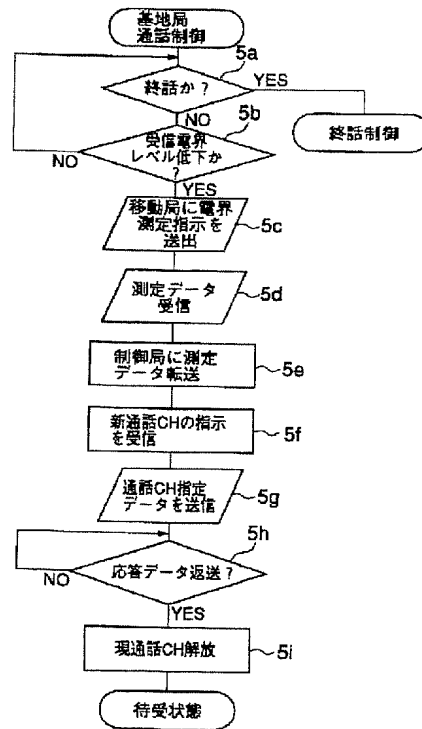 基地局
通話制御
5a
終話か？
YES
NO
5b
終話制御
受信電界
レベル低下か
？
NO
YES
移動局に電界
測定指示を
送出
5c
測定データ
受信
5d
制御局に測定
データ転送
5e
新通話CHの指示
を受信
5f
通話CH指定
データを送信
5g
5h
応答データ返送？
NO
YES
現通話CH解放
5i
待受状態